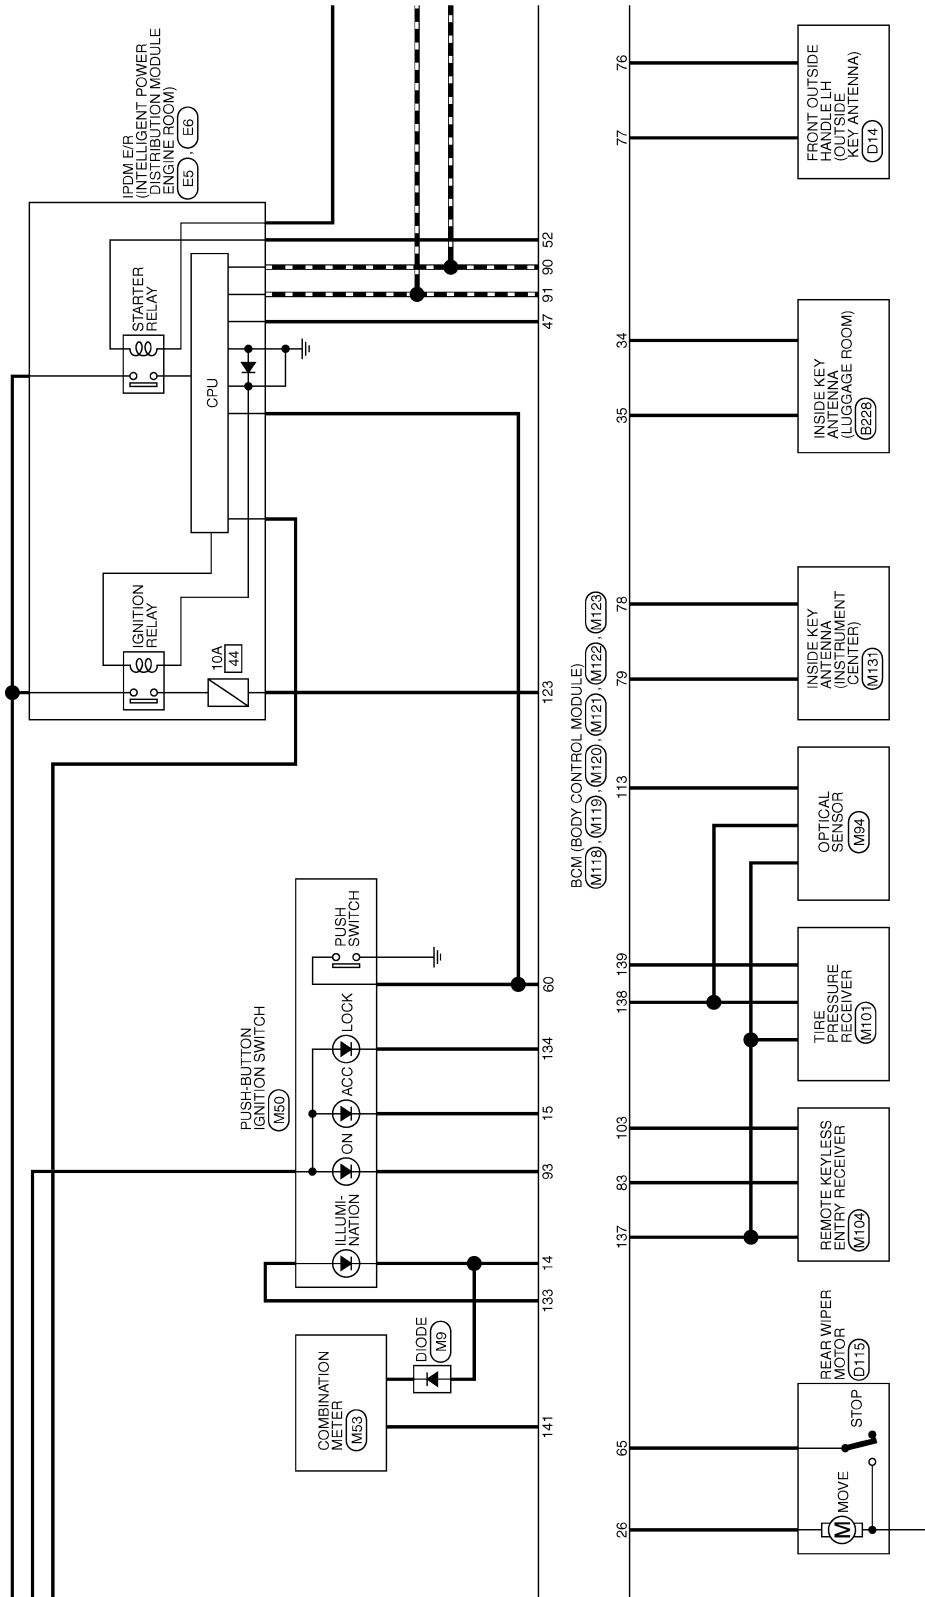 IPDM E/R
(INTELLIGENT POWER
DISTRIBUTION MODULE
ENGINE ROOM)
E5 , E6
STARTER
RELAY
CPU
IGNITION
RELAY
10A
44
52
90
91
47
123
60
134
15
93
14
133
141
PUSH-BUTTON
IGNITION SWITCH
M50
PUSH
SWITCH
LOCK
ACC
ON
ILLUMI-
NATION
COMBINATION
METER
M53
DIODE
M9
BCM (BODY CONTROL MODULE)
M118 , M119 , M120 , M121 , M122 , M123
76
77
34
35
78
79
113
139
138
103
83
137
65
26
FRONT OUTSIDE
HANDLE LH
(OUTSIDE
KEY ANTENNA)
D14
INSIDE KEY
ANTENNA
(LUGGAGE ROOM)
B228
INSIDE KEY
ANTENNA
(INSTRUMENT
CENTER)
M131
OPTICAL
SENSOR
M94
TIRE
PRESSURE
RECEIVER
M101
REMOTE KEYLESS
ENTRY RECEIVER
M104
REAR WIPER
MOTOR
D115
STOP
MOVE
M